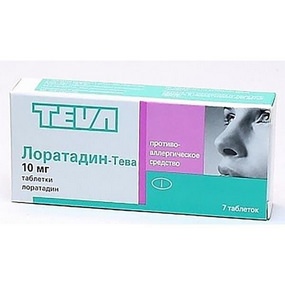 TEVA
Лоратадин-Тева
10 мг
таблетки
лоратадин
противо-
аллергическое
средство
7 таблеток